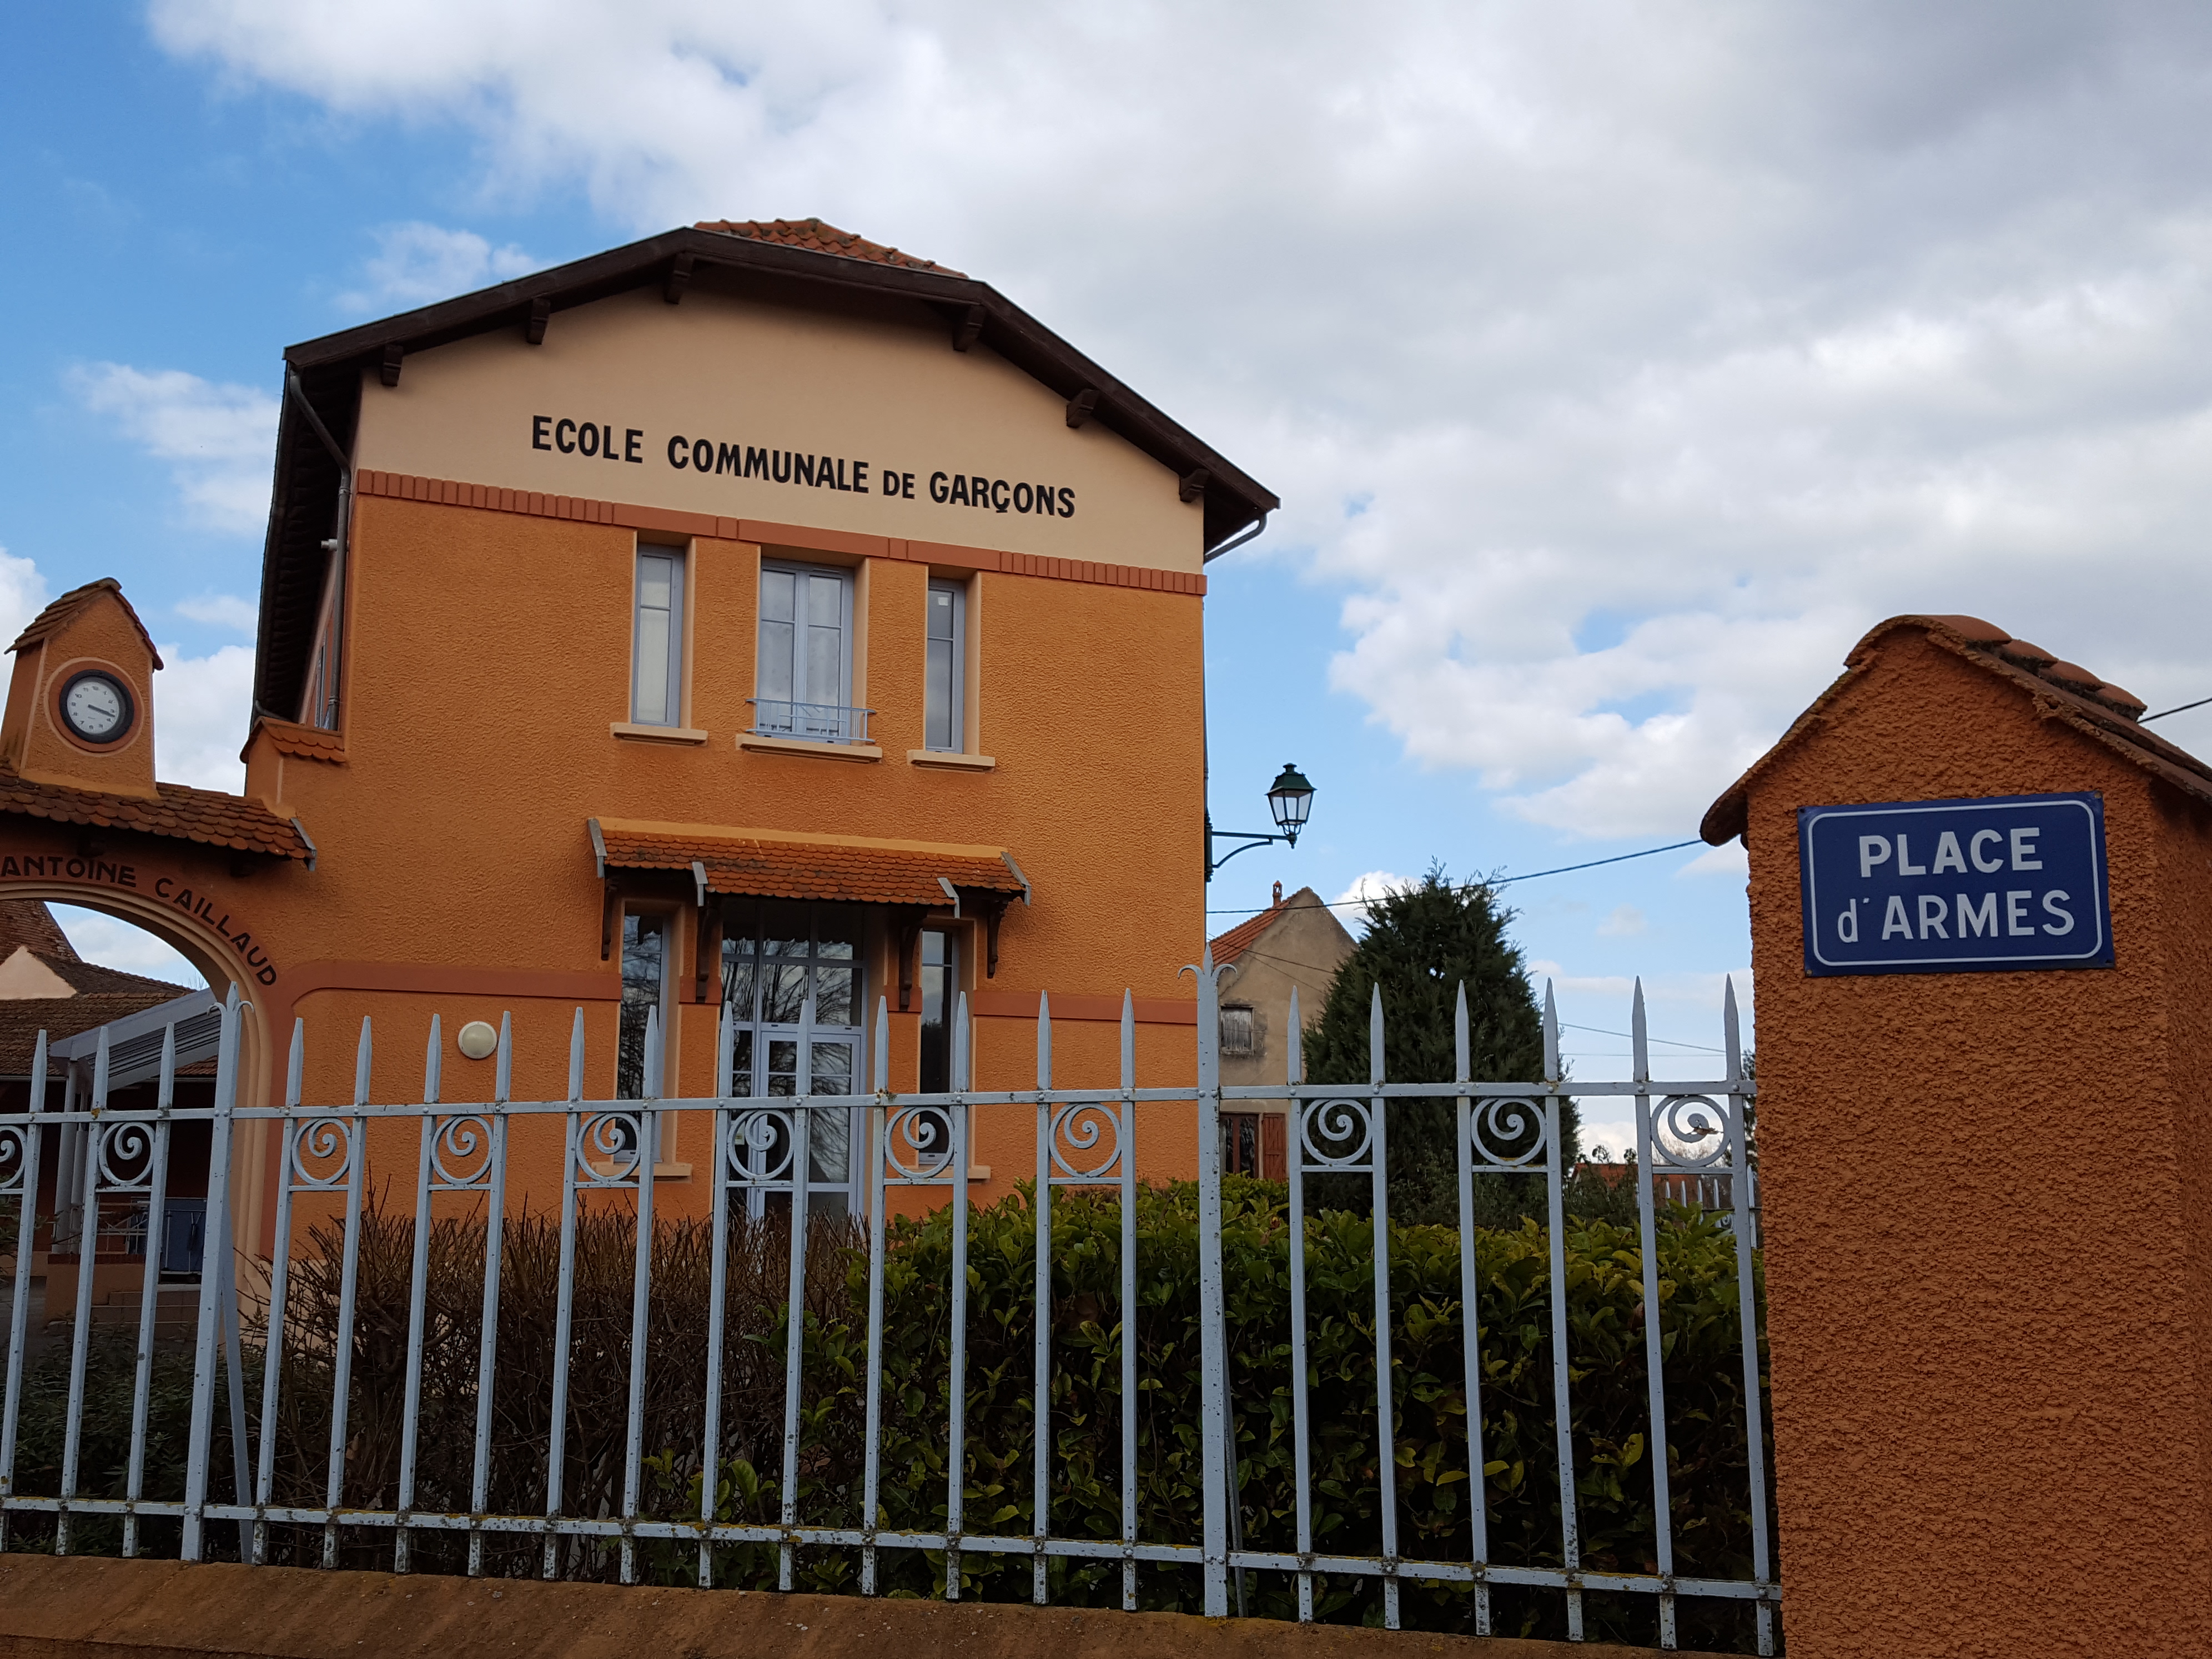 ECOLE COMMUNALE DE GARÇONS
ANTOINE CAILLAUD
PLACE
d'ARMES